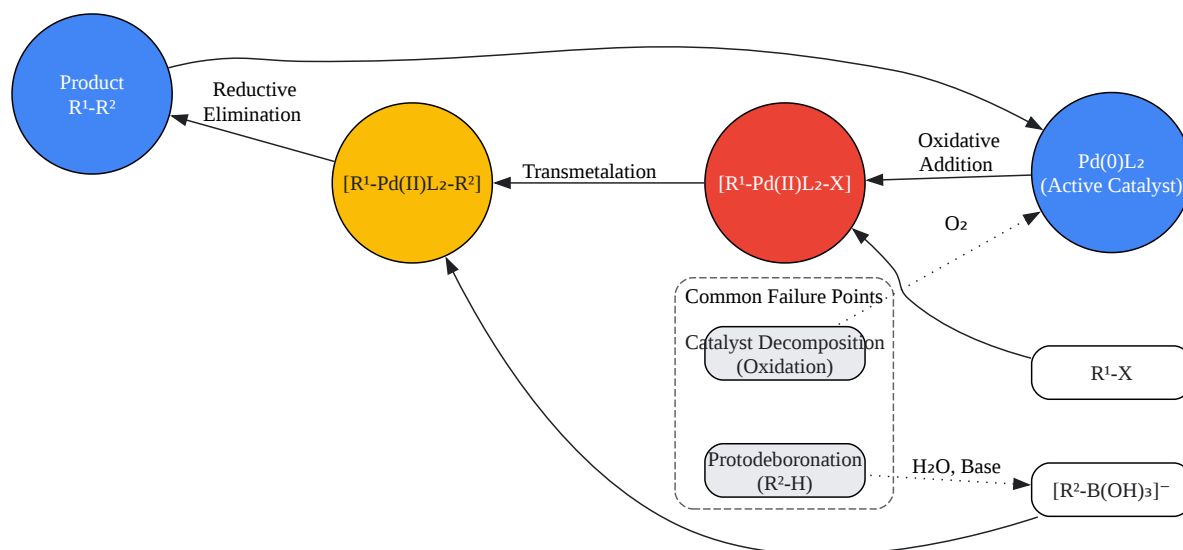 Product
R¹-R²
Reductive
Elimination
[R¹-Pd(II)L₂-R²]
Transmetalation
[R¹-Pd(II)L₂-X]
Oxidative
Addition
Pd(0)L₂
(Active Catalyst)
O₂
Common Failure Points
Catalyst Decomposition
(Oxidation)
R¹-X
Protodeboronation
(R²-H)
H₂O, Base
[R²-B(OH)₃]⁻